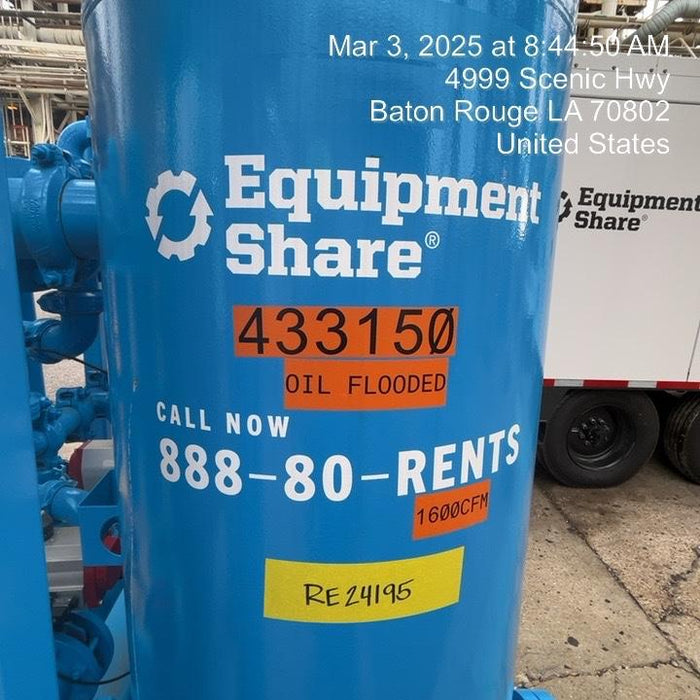 Mar 3, 2025 at 8:44:50 AM
4999 Scenic Hwy
Baton Rouge LA 70802
United States
Equipment
Share®
Equipment
Share®
433150
OIL FLOODED
CALL NOW
888-80-RENTS
1600CFM
RE24195